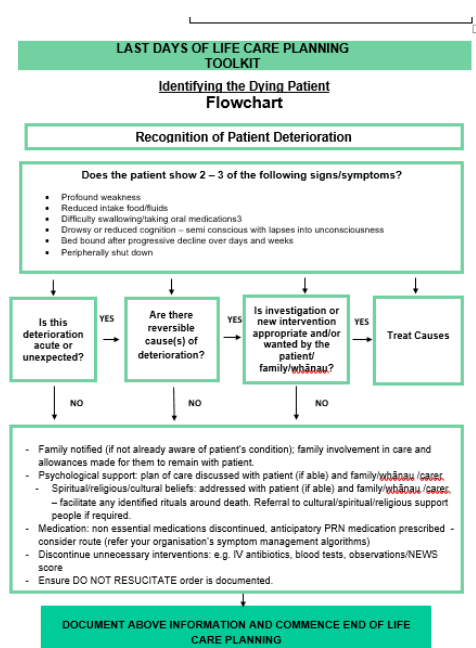 LAST DAYS OF LIFE CARE PLANNING
TOOLKIT
Identifying the Dying Patient
Flowchart
Recognition of Patient Deterioration
Does the patient show 2 – 3 of the following signs/symptoms?
• Profound weakness
• Reduced intake food/fluids
• Difficulty swallowing/taking oral medications3
• Drowsy or reduced cognition – semi conscious with lapses into unconsciousness
• Bed bound after progressive decline over days and weeks
• Peripherally shut down
Is this
deterioration
acute or
unexpected?
YES
Are there
reversible
cause(s) of
deterioration?
YES
Is investigation or
new intervention
appropriate and/or
wanted by the
patient/
family/whānau?
YES
Treat Causes
NO
NO
NO
- Family notified (if not already aware of patient's condition); family involvement in care and
allowances made for them to remain with patient.
- Psychological support: plan of care discussed with patient (if able) and family/whānau /carer.
- Spiritual/religious/cultural beliefs: addressed with patient (if able) and family/whānau /carer
– facilitate any identified rituals around death. Referral to cultural/spiritual/religious support
people if required.
- Medication: non essential medications discontinued, anticipatory PRN medication prescribed -
consider route (refer your organisation's symptom management algorithms)
- Discontinue unnecessary interventions: e.g. IV antibiotics, blood tests, observations/NEWS
score
- Ensure DO NOT RESUCITATE order is documented.
DOCUMENT ABOVE INFORMATION AND COMMENCE END OF LIFE
CARE PLANNING